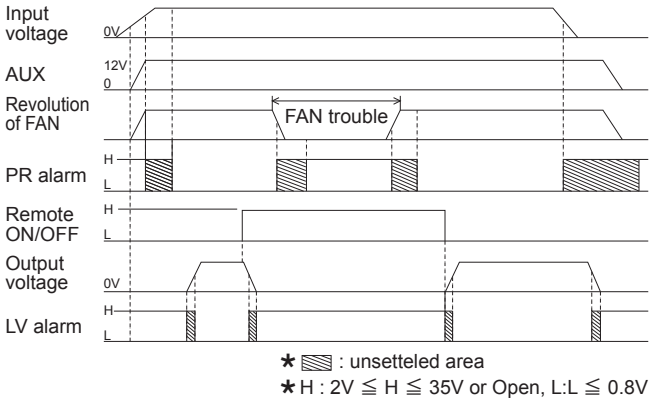 Input
voltage
0V
AUX
12V
0
Revolution
of FAN
FAN trouble
PR alarm
H
L
Remote
ON/OFF
H
L
Output
voltage
0V
LV alarm
H
L
★ : unsetteled area
★ H : 2V ≦ H ≦ 35V or Open, L:L ≦ 0.8V